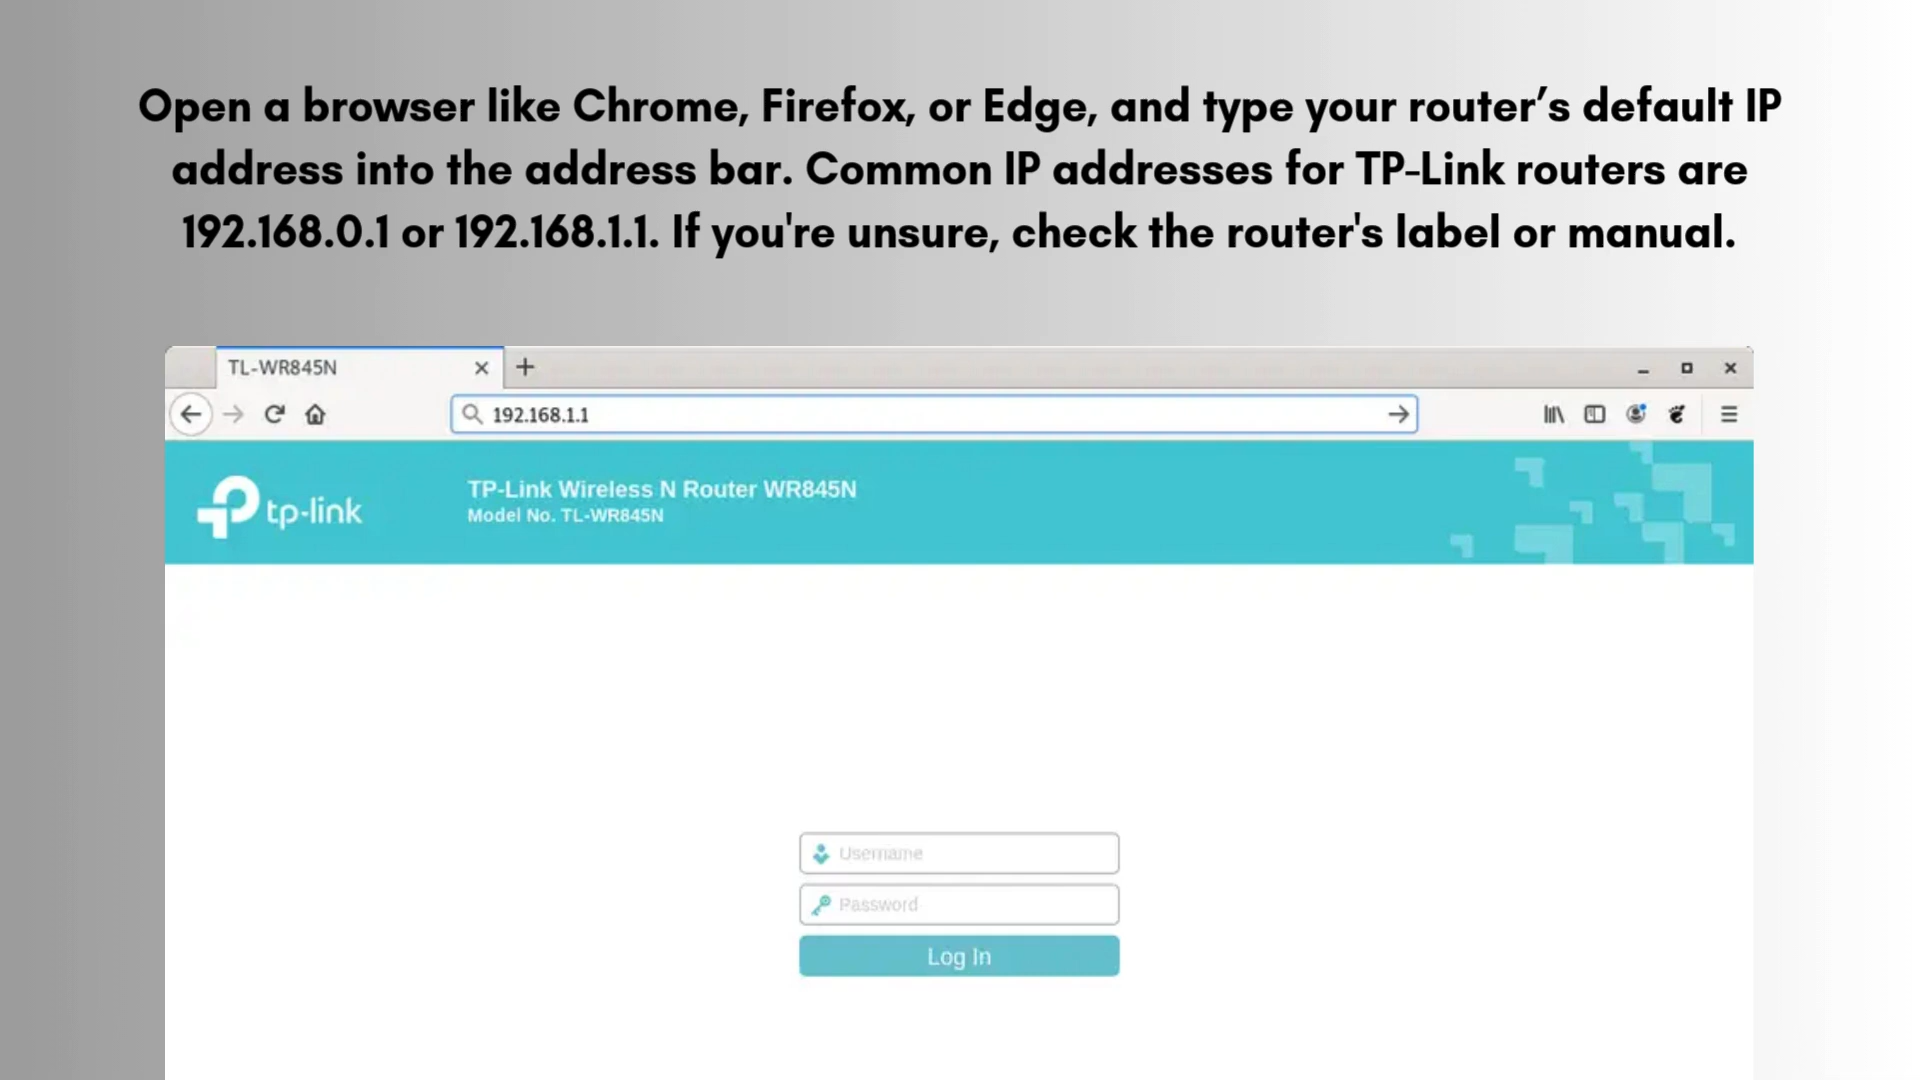 Open a browser like Chrome, Firefox, or Edge, and type your router’s default IP
address into the address bar. Common IP addresses for TP-Link routers are
192.168.0.1 or 192.168.1.1. If you're unsure, check the router's label or manual.
TL-WR845N
192.168.1.1
tp-link
TP-Link Wireless N Router WR845N
Model No. TL-WR845N
Username
Password
Log In